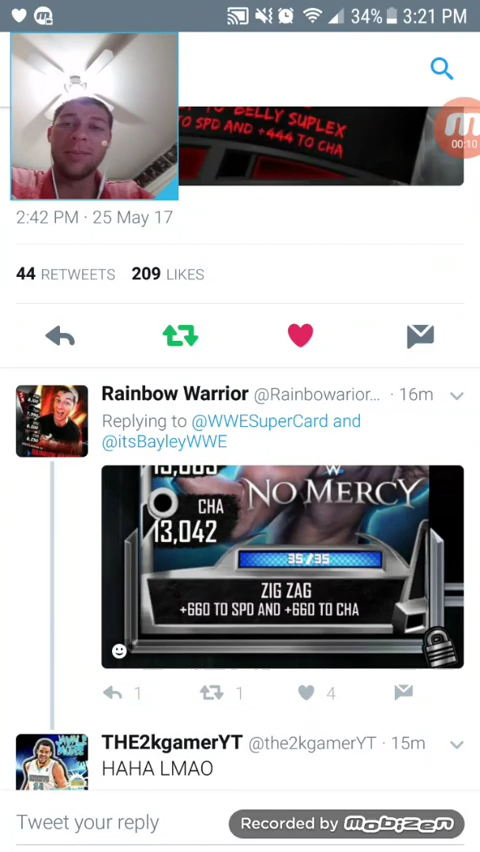 34% 3:21 PM
TO BELLY SUPLEX
TO SPD AND +444 TO CHA
00:10
2:42 PM · 25 May 17
44 RETWEETS 209 LIKES
Rainbow Warrior @Rainbowarior... · 16m
Replying to @WWESuperCard and
@itsBayleyWWE
CHA
13,042
NO MERCY
35/35
ZIG ZAG
+660 TO SPD AND +660 TO CHA
1 1 4
THE2kgamerYT @the2kgamerYT · 15m
HAHA LMAO
Tweet your reply
Recorded by mobizen